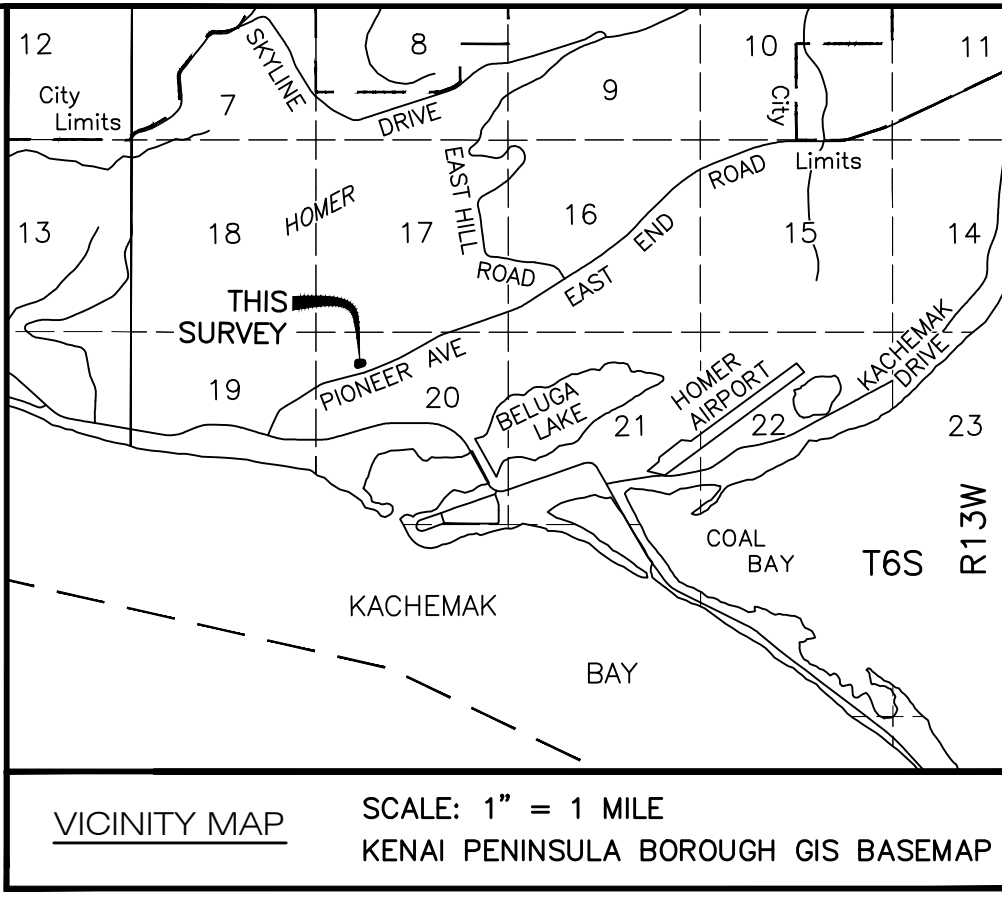 12
8
10
11
SKYLINE
DRIVE
City
Limits
7
9
City
Limits
EAST HILL
ROAD
ROAD
HOMER
13
18
17
16
END
EAST
15
14
THIS
SURVEY
KACHEMAK
DRIVE
PIONEER AVE
HOMER
AIRPORT
19
20
BELUGA
LAKE
21
22
23
COAL
BAY
T6S
R13W
KACHEMAK
BAY
VICINITY MAP
SCALE: 1" = 1 MILE
KENAI PENINSULA BOROUGH GIS BASEMAP